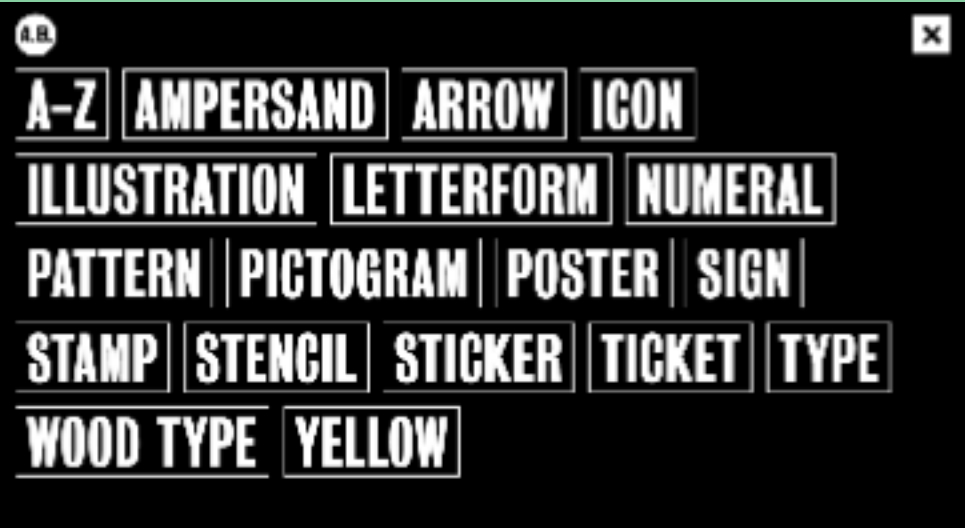 A.B.
A–Z AMPERSAND ARROW ICON
ILLUSTRATION LETTERFORM NUMERAL
PATTERN PICTOGRAM POSTER SIGN
STAMP STENCIL STICKER TICKET TYPE
WOOD TYPE YELLOW